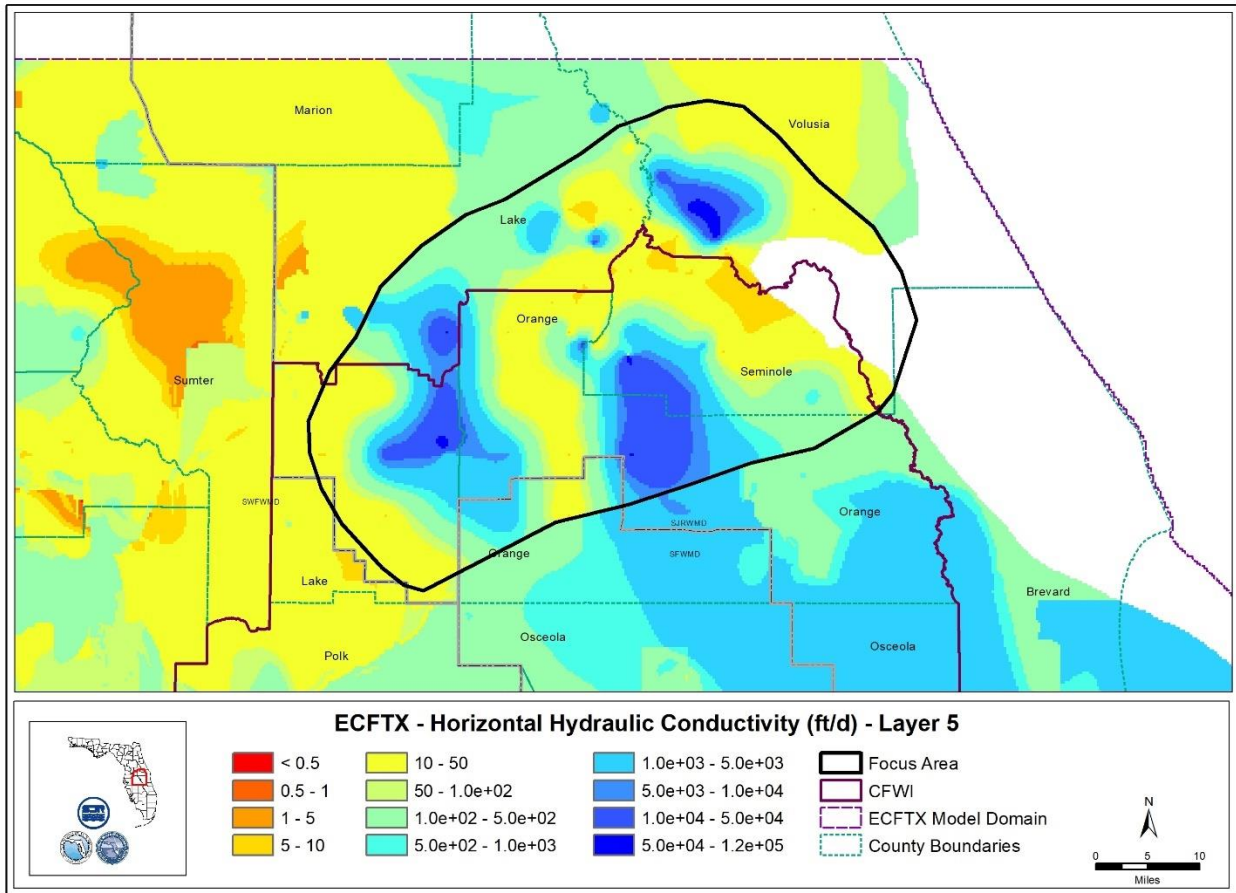 Marion
Volusia
Lake
Orange
Sumter
Seminole
SWFWMD
Orange
SJRWMD
Orange
SFWMD
Lake
Brevard
Osceola
Osceola
Polk
ECFTX - Horizontal Hydraulic Conductivity (ft/d) - Layer 5
< 0.5
0.5 - 1
1 - 5
5 - 10
10 - 50
50 - 1.0e+02
1.0e+02 - 5.0e+02
5.0e+02 - 1.0e+03
1.0e+03 - 5.0e+03
5.0e+03 - 1.0e+04
1.0e+04 - 5.0e+04
5.0e+04 - 1.2e+05
Focus Area
CFWI
ECFTX Model Domain
County Boundaries
N
0 5 10
Miles